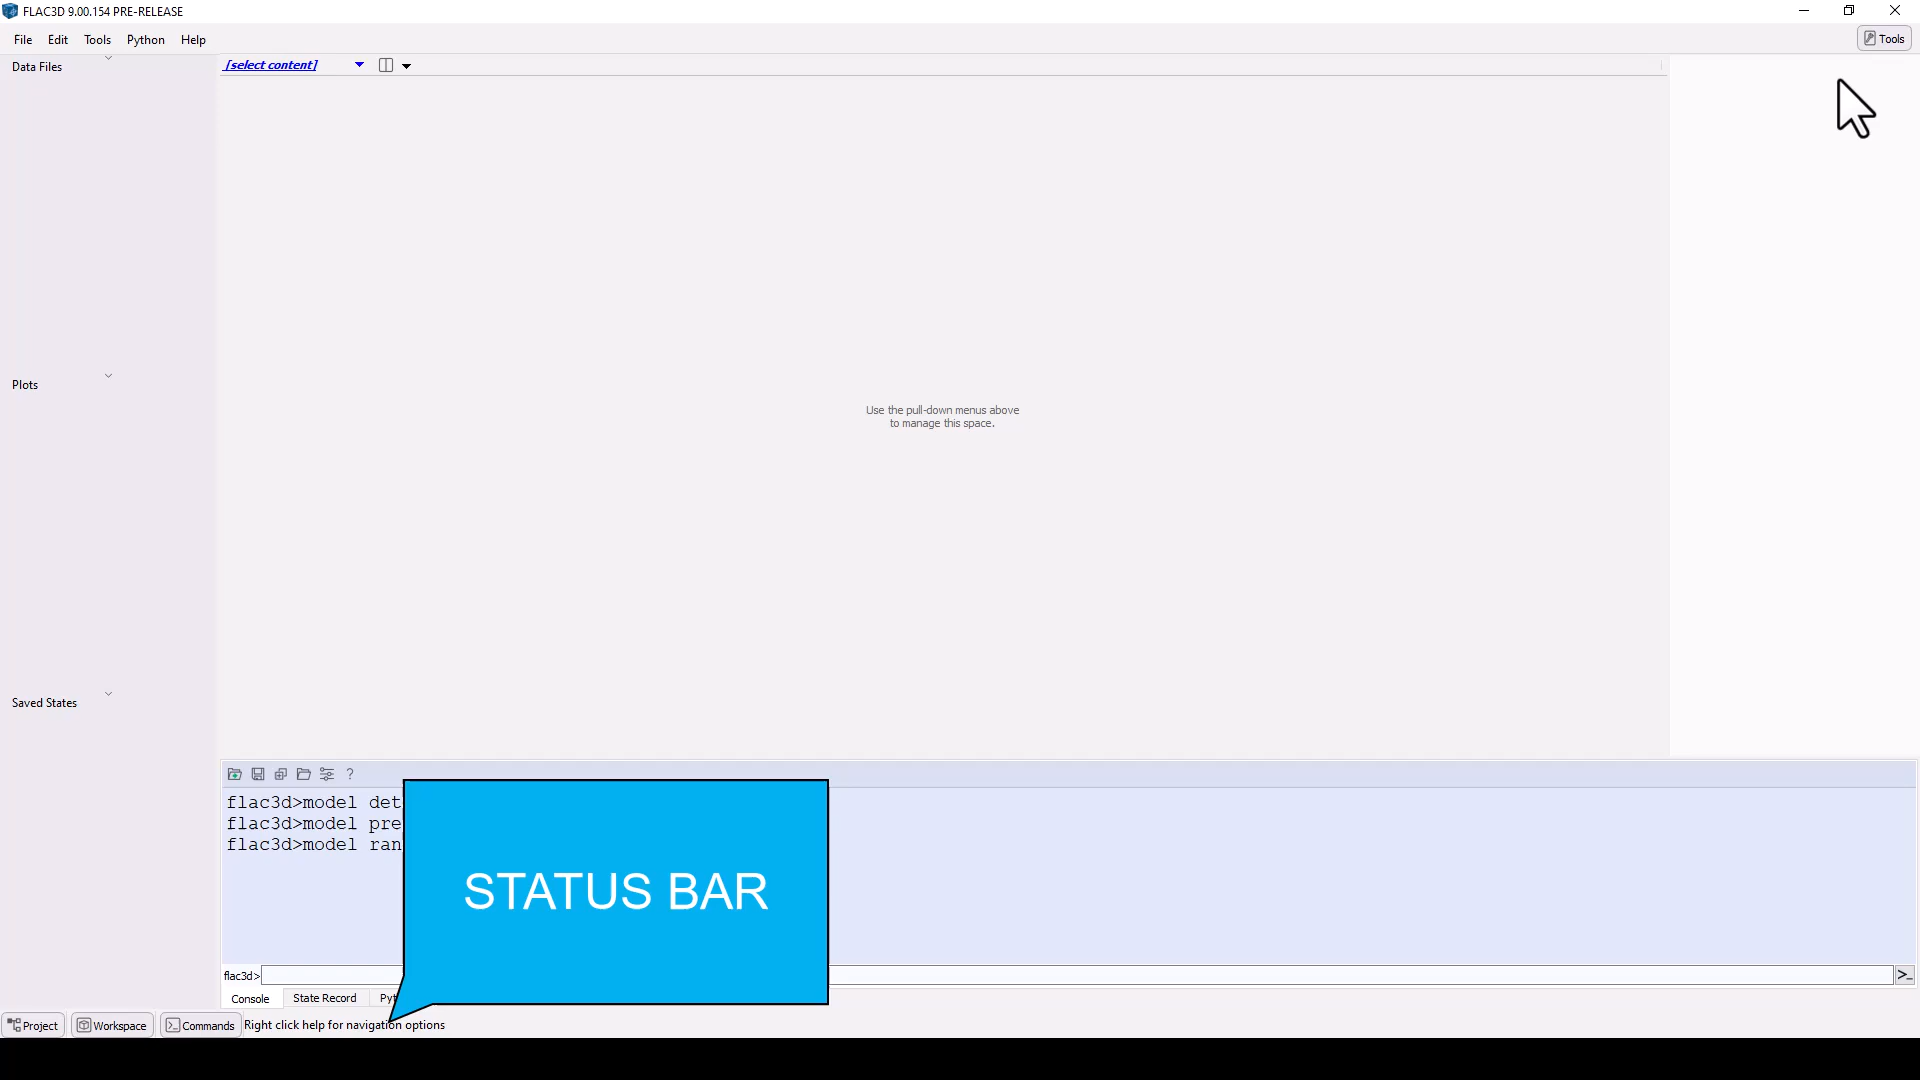 FLAC3D 9.00.154 PRE-RELEASE
File Edit Tools Python Help
Tools
Data Files
[select content]
Use the pull-down menus above
to manage this space.
Plots
Saved States
?
flac3d>model det
flac3d>model pre
flac3d>model ran
STATUS BAR
flac3d>
>_
Console State Record Pyt
Project Workspace Commands Right click help for navigation options